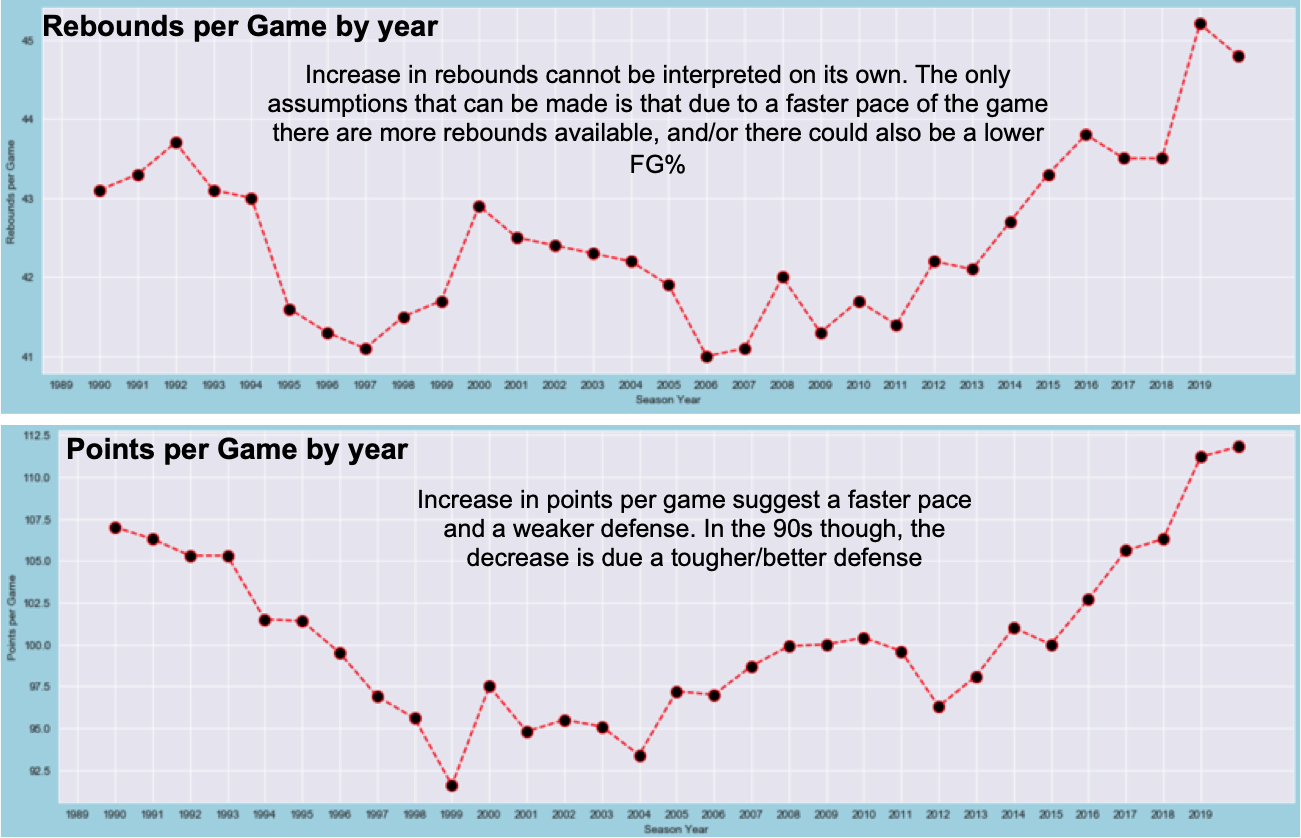 Rebounds per Game by year
Increase in rebounds cannot be interpreted on its own. The only
assumptions that can be made is that due to a faster pace of the game
there are more rebounds available, and/or there could also be a lower
FG%
Rebounds per Game
45
44
43
42
41
1989 1990 1991 1992 1993 1994 1995 1996 1997 1998 1999 2000 2001 2002 2003 2004 2005 2006 2007 2008 2009 2010 2011 2012 2013 2014 2015 2016 2017 2018 2019
Season Year
Points per Game by year
Increase in points per game suggest a faster pace
and a weaker defense. In the 90s though, the
decrease is due a tougher/better defense
Points per Game
112.5
110.0
107.5
105.0
102.5
100.0
97.5
95.0
92.5
1989 1990 1991 1992 1993 1994 1995 1996 1997 1998 1999 2000 2001 2002 2003 2004 2005 2006 2007 2008 2009 2010 2011 2012 2013 2014 2015 2016 2017 2018 2019
Season Year